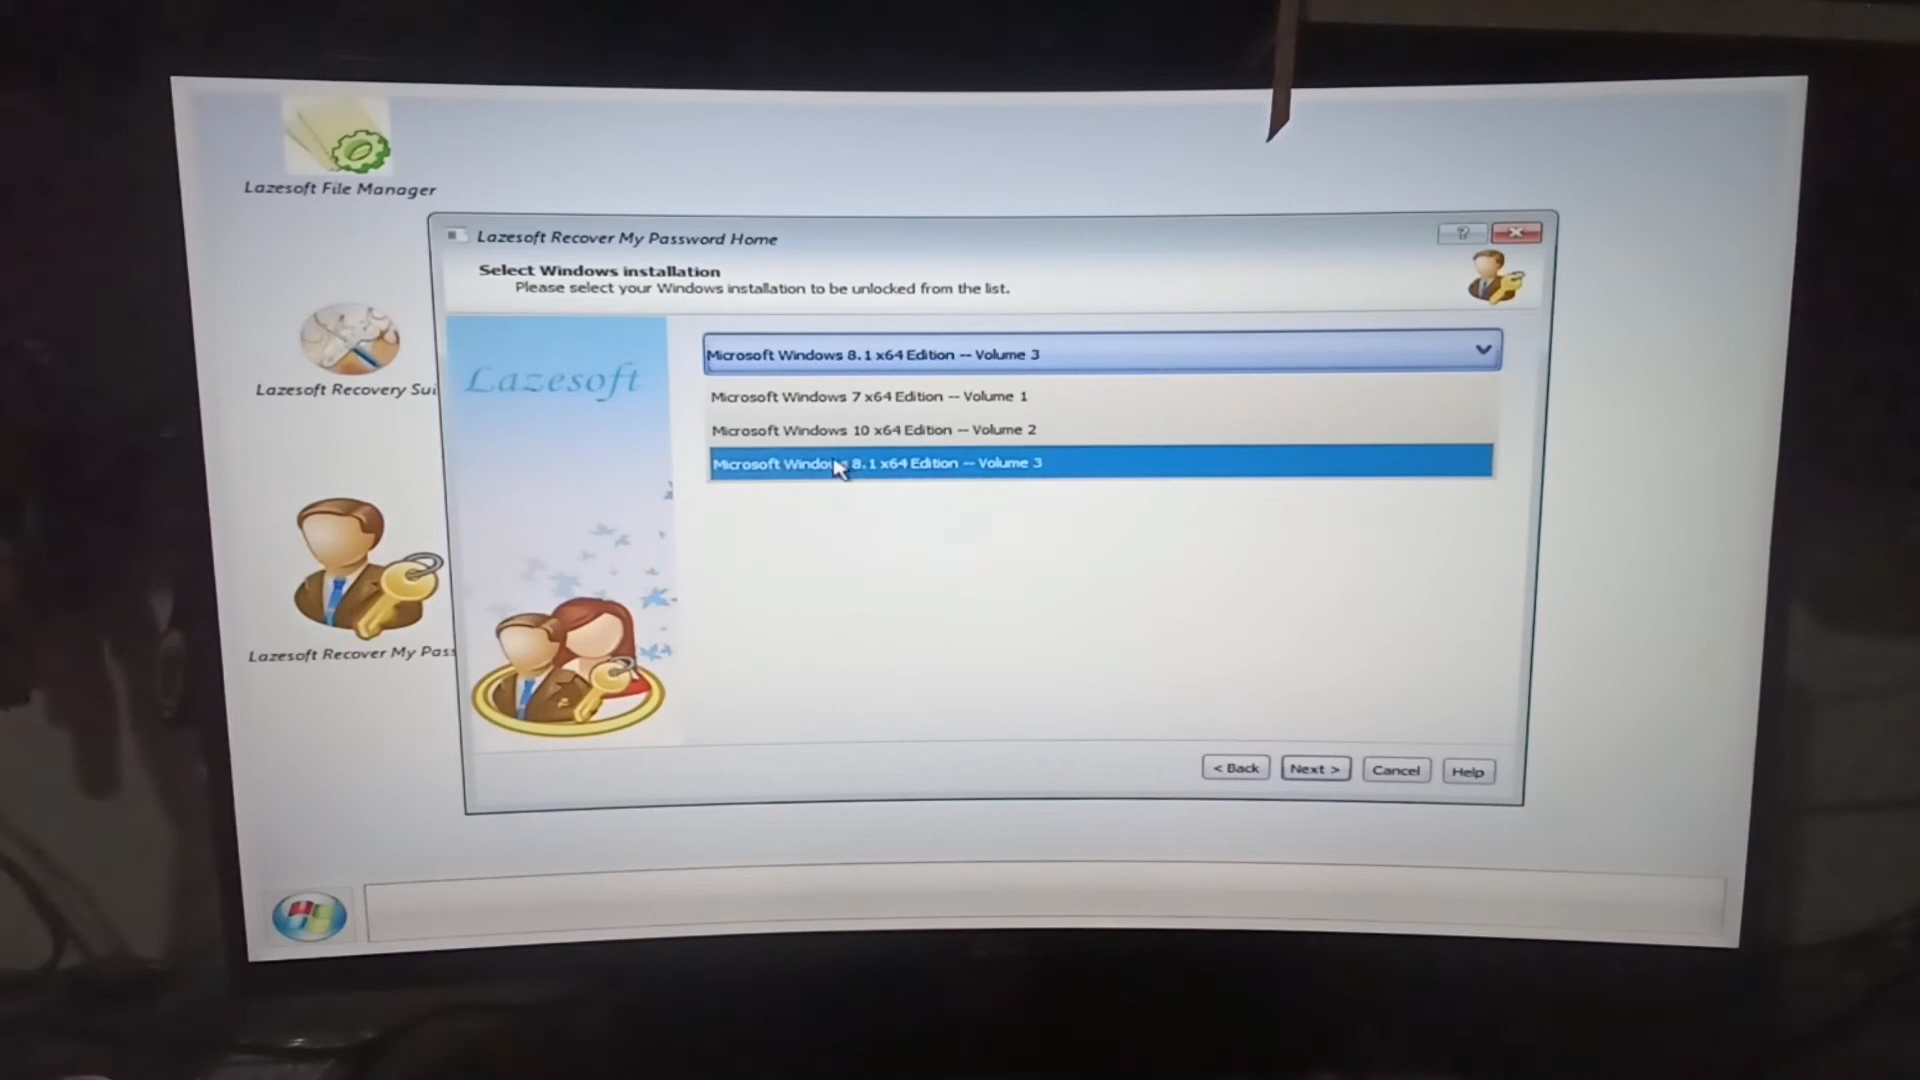 Lazesoft File Manager
Lazesoft Recovery Sui
Lazesoft Recover My Pass
Lazesoft Recover My Password Home
?
Select Windows installation
Please select your Windows installation to be unlocked from the list.
Lazesoft
Microsoft Windows 8.1 x64 Edition -- Volume 3
Microsoft Windows 7 x64 Edition -- Volume 1
Microsoft Windows 10 x64 Edition -- Volume 2
Microsoft Windows 8.1 x64 Edition -- Volume 3
< Back
Next >
Cancel
Help